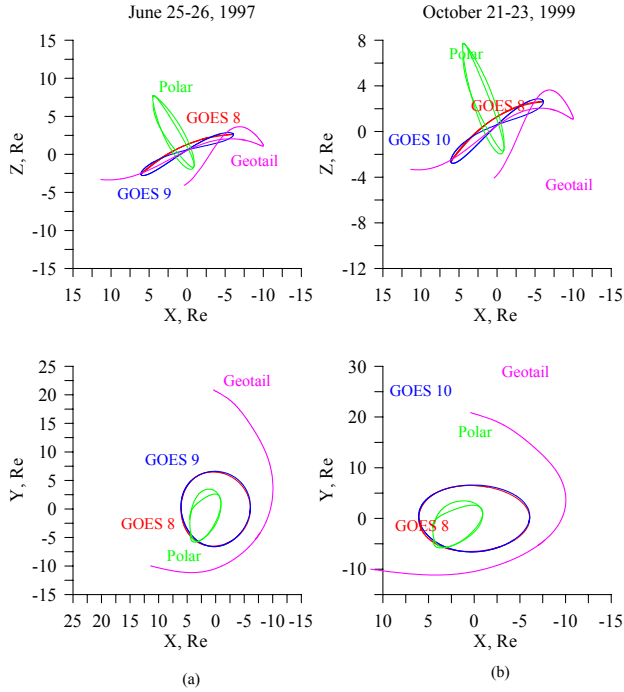 June 25-26, 1997
October 21-23, 1999
15
10
5
0
-5
-10
-15
Z, Re
Polar
GOES 8
Geotail
GOES 9
15 10 5 0 -5 -10 -15
X, Re
8
4
0
-4
-8
-12
Z, Re
Polar
GOES 8
GOES 10
Geotail
15 10 5 0 -5 -10 -15
X, Re
25
20
15
10
5
0
-5
-10
-15
Y, Re
Geotail
GOES 9
GOES 8
Polar
25 20 15 10 5 0 -5 -10 -15
X, Re
(a)
30
20
10
0
-10
Y, Re
Geotail
GOES 10
Polar
GOES 8
10 5 0 -5 -10 -15
X, Re
(b)